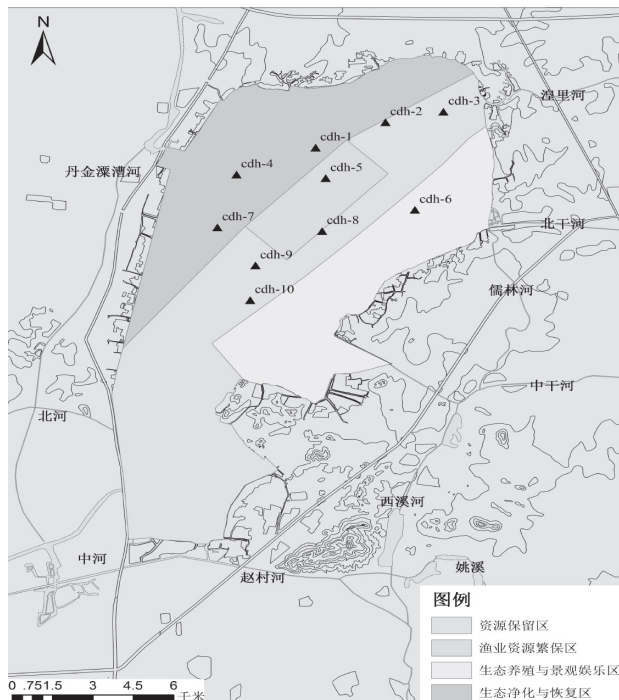 N
cdh-3
cdh-2
湟里河
cdh-1
丹金溧漕河
cdh-4
cdh-5
cdh-6
cdh-7
cdh-8
北干河
cdh-9
儒林河
cdh-10
中干河
北河
西溪河
中河
赵村河
姚溪
图例
资源保留区
渔业资源繁保区
生态养殖与景观娱乐区
生态净化与恢复区
0 .751.5 3 4.5 6
千米